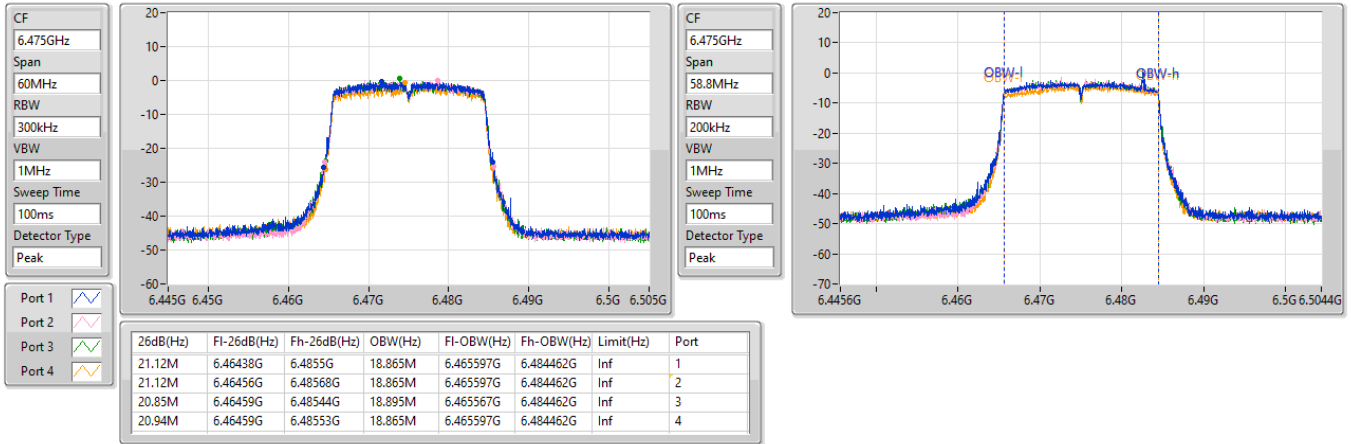 CF
6.475GHz
Span
60MHz
RBW
300kHz
VBW
1MHz
Sweep Time
100ms
Detector Type
Peak
20
10
0
-10
-20
-30
-40
-50
-60
6.445G 6.45G 6.46G 6.47G 6.48G 6.49G 6.5G 6.505G
CF
6.475GHz
Span
58.8MHz
RBW
200kHz
VBW
1MHz
Sweep Time
100ms
Detector Type
Peak
20
10
0
-10
-20
-30
-40
-50
-60
-70
OBW-l OBW-h
6.4456G 6.46G 6.47G 6.48G 6.49G 6.5G 6.5044G
Port 1
Port 2
Port 3
Port 4
26dB(Hz) Fl-26dB(Hz) Fh-26dB(Hz) OBW(Hz) Fl-OBW(Hz) Fh-OBW(Hz) Limit(Hz) Port
21.12M 6.46438G 6.4855G 18.865M 6.465597G 6.484462G Inf 1
21.12M 6.46456G 6.48568G 18.865M 6.465597G 6.484462G Inf 2
20.85M 6.46459G 6.48544G 18.895M 6.465567G 6.484462G Inf 3
20.94M 6.46459G 6.48553G 18.865M 6.465597G 6.484462G Inf 4